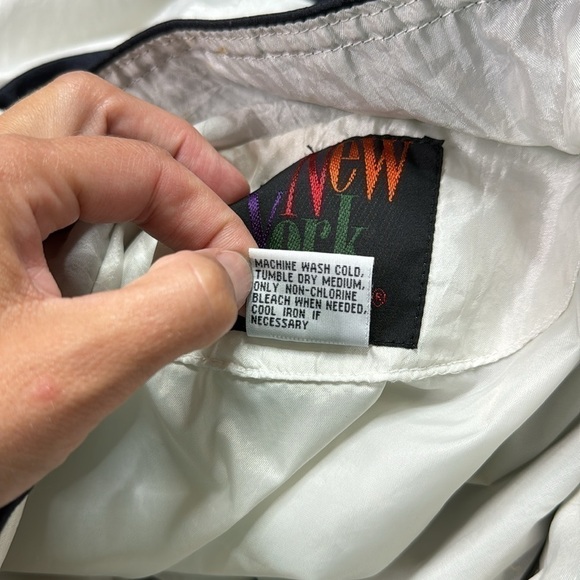 New
York
®
MACHINE WASH COLD,
TUMBLE DRY MEDIUM,
ONLY NON-CHLORINE
BLEACH WHEN NEEDED,
COOL IRON IF
NECESSARY